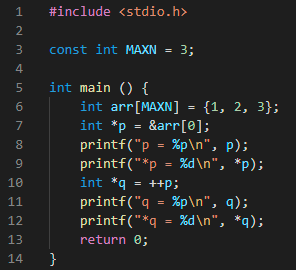 1 #include <stdio.h>
2
3 const int MAXN = 3;
4
5 int main () {
6     int arr[MAXN] = {1, 2, 3};
7     int *p = &arr[0];
8     printf("p = %p\n", p);
9     printf("*p = %d\n", *p);
10     int *q = ++p;
11     printf("q = %p\n", q);
12     printf("*q = %d\n", *q);
13     return 0;
14 }